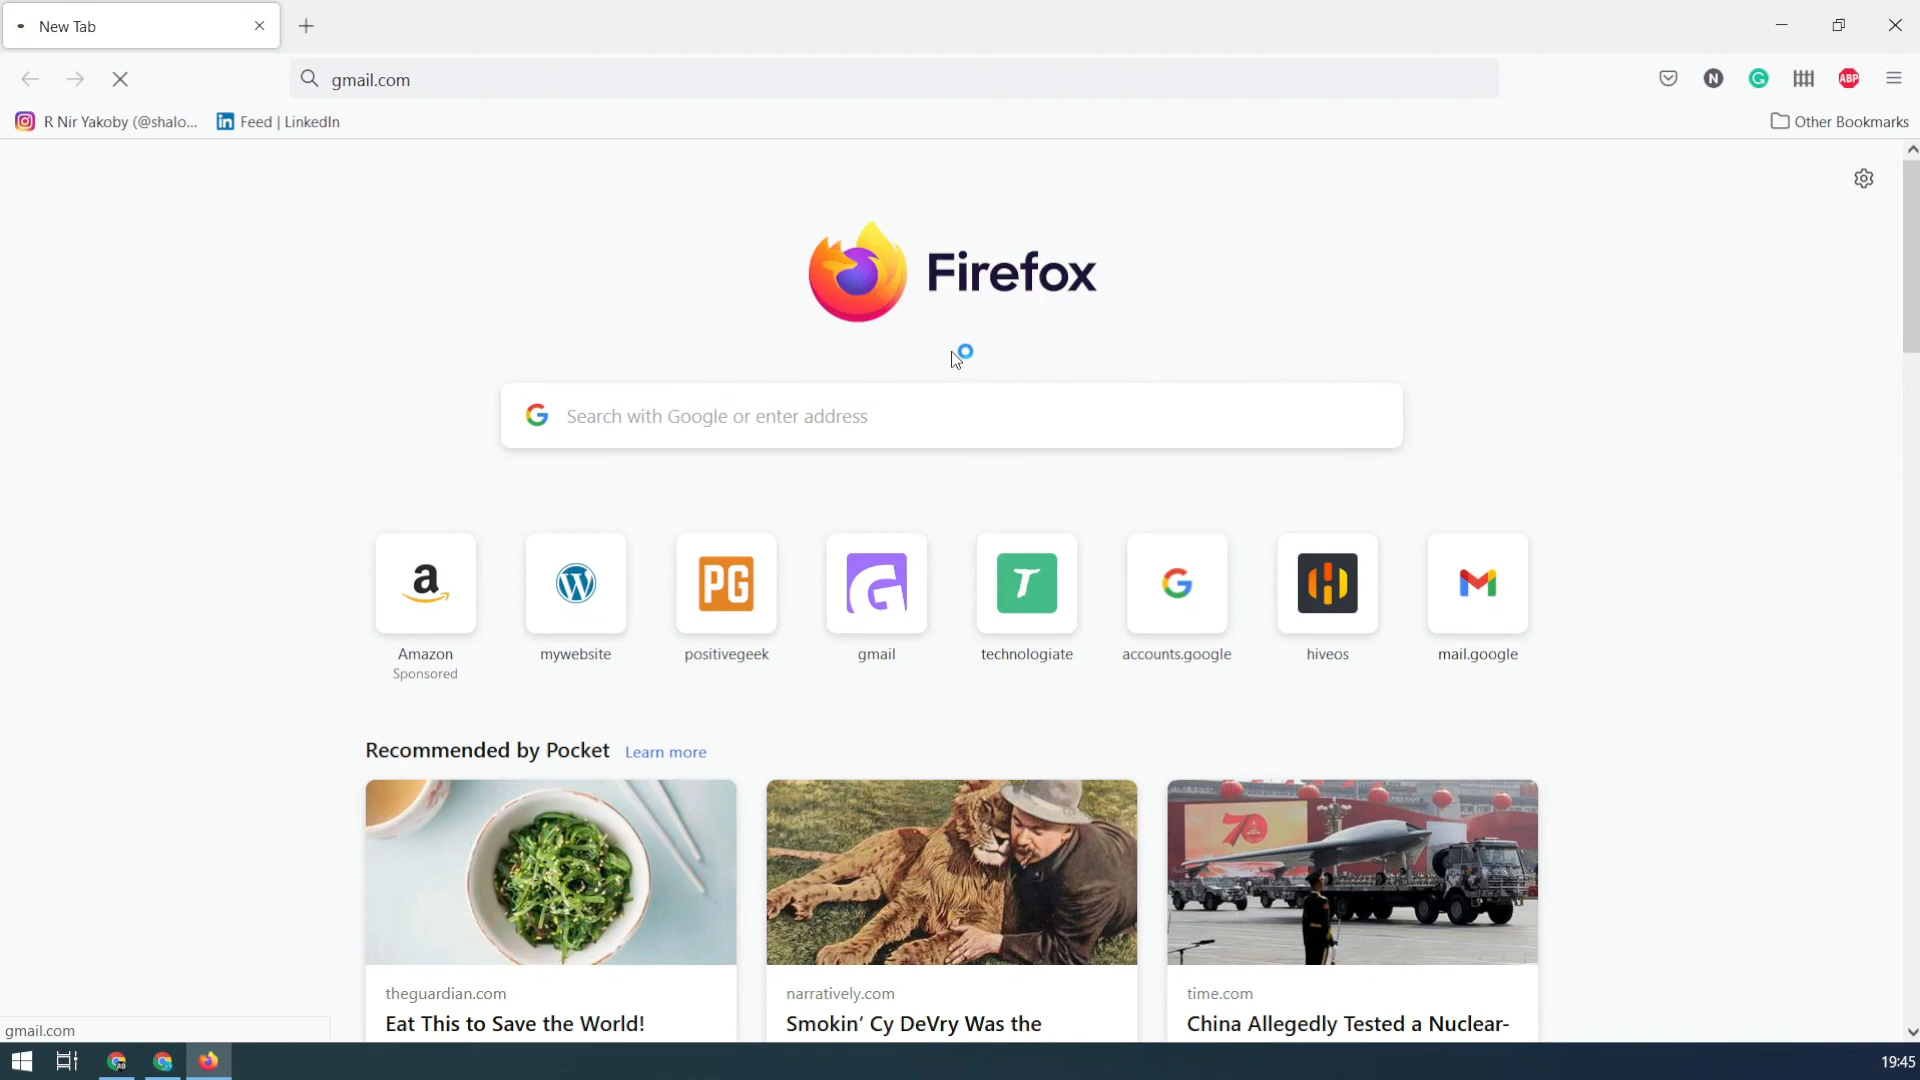 New Tab
gmail.com
N
G
ABP
R Nir Yakoby (@shalo...
Feed | LinkedIn
Other Bookmarks
Firefox
Search with Google or enter address
a
W
PG
G
T
G
M
Amazon
mywebsite
positivegeek
gmail
technologiate
accounts.google
hiveos
mail.google
Sponsored
Recommended by Pocket
Learn more
70
theguardian.com
narratively.com
time.com
Eat This to Save the World!
Smokin' Cy DeVry Was the
China Allegedly Tested a Nuclear-
gmail.com
19:45